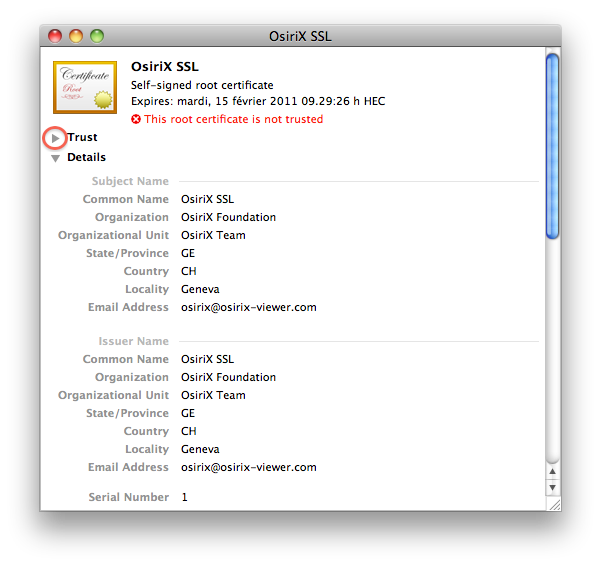 OsiriX SSL
Certificate
Root
OsiriX SSL
Self-signed root certificate
Expires: mardi, 15 février 2011 09.29:26 h HEC
This root certificate is not trusted
Trust
Details
Subject Name
Common Name OsiriX SSL
Organization OsiriX Foundation
Organizational Unit OsiriX Team
State/Province GE
Country CH
Locality Geneva
Email Address osirix@osirix-viewer.com
Issuer Name
Common Name OsiriX SSL
Organization OsiriX Foundation
Organizational Unit OsiriX Team
State/Province GE
Country CH
Locality Geneva
Email Address osirix@osirix-viewer.com
Serial Number 1